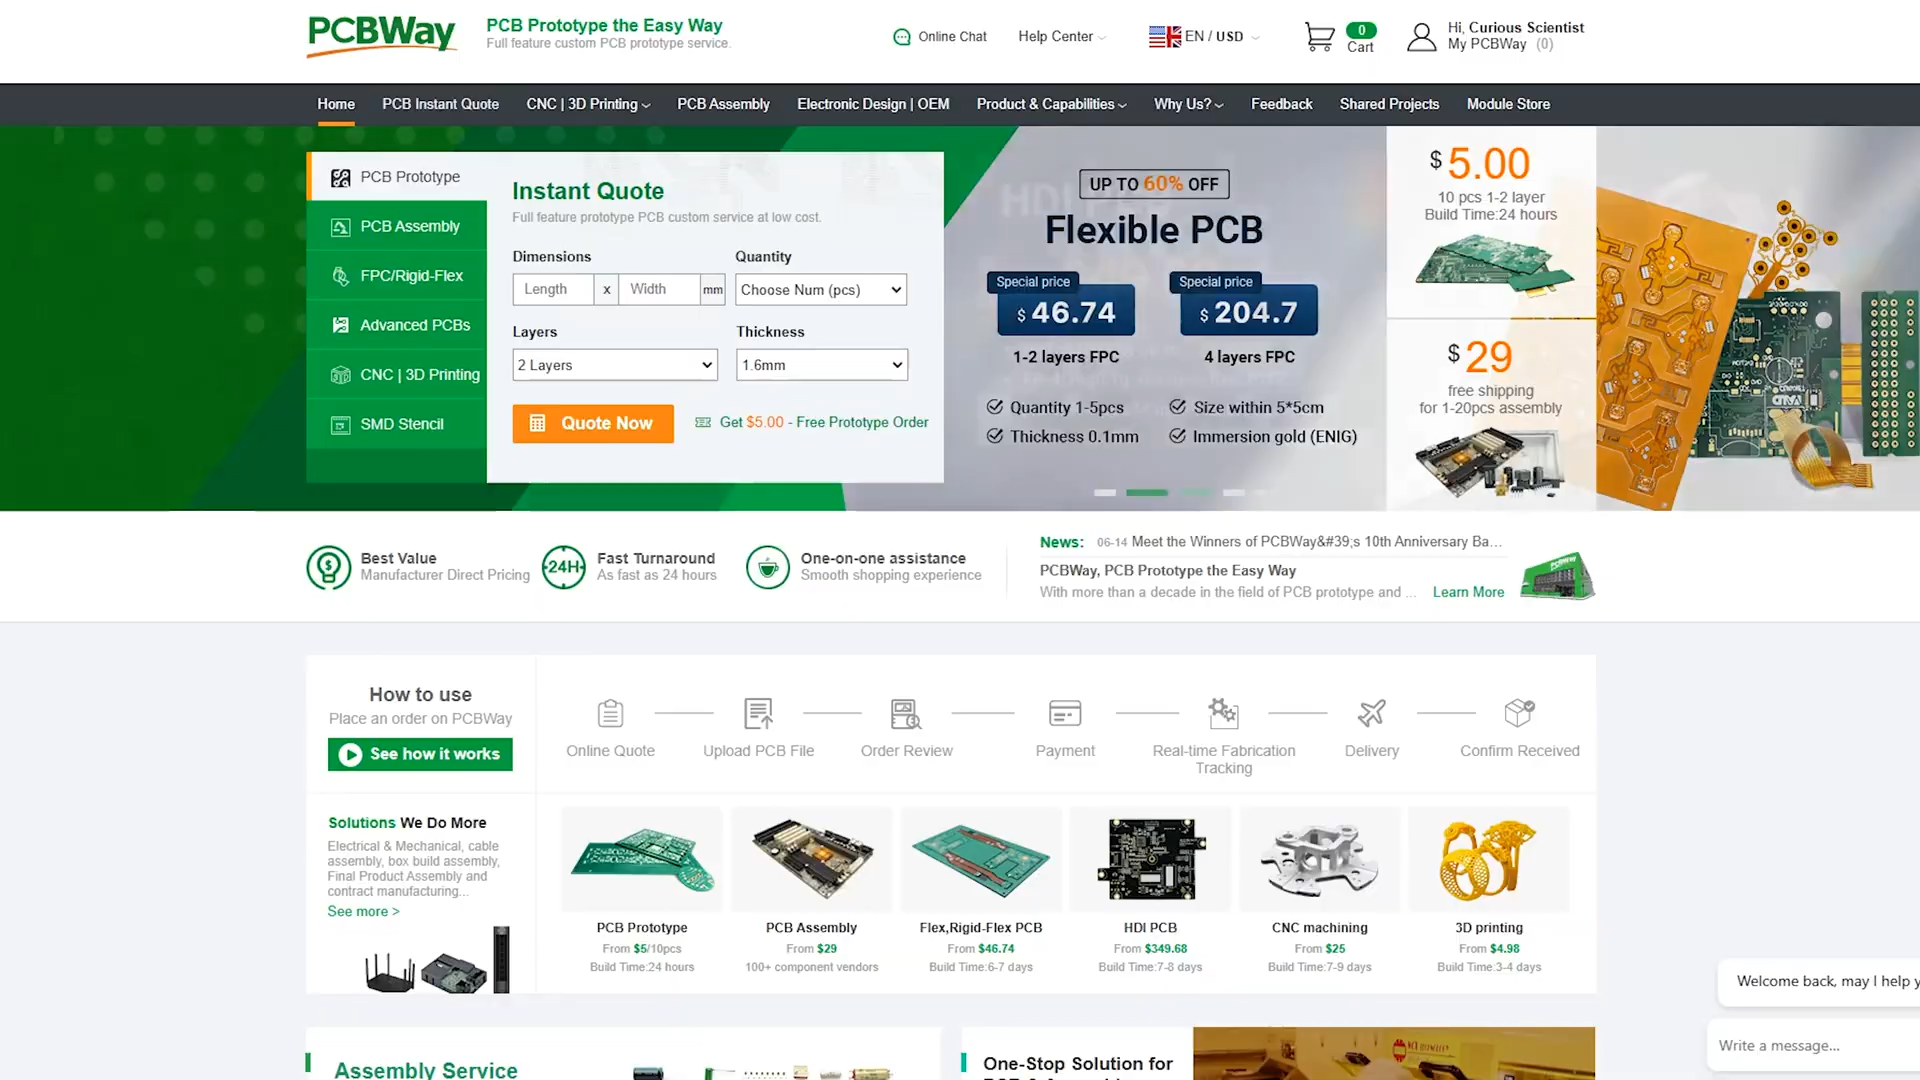 PCBWay
PCB Prototype the Easy Way
Full feature custom PCB prototype service.
Online Chat
Help Center
EN / USD
0
Cart
Hi, Curious Scientist
My PCBWay (0)
Home
PCB Instant Quote
CNC | 3D Printing
PCB Assembly
Electronic Design | OEM
Product & Capabilities
Why Us?
Feedback
Shared Projects
Module Store
PCB Prototype
PCB Assembly
FPC/Rigid-Flex
Advanced PCBs
CNC | 3D Printing
SMD Stencil
Instant Quote
Full feature prototype PCB custom service at low cost.
Dimensions
Quantity
Length x Width mm
Choose Num (pcs)
Layers
Thickness
2 Layers
1.6mm
Quote Now
Get $5.00 - Free Prototype Order
UP TO 60% OFF
Flexible PCB
Special price
$ 46.74
1-2 layers FPC
Special price
$ 204.7
4 layers FPC
Quantity 1-5pcs
Size within 5*5cm
Thickness 0.1mm
Immersion gold (ENIG)
$ 5.00
10 pcs 1-2 layer
Build Time:24 hours
$ 29
free shipping
for 1-20pcs assembly
Best Value
Manufacturer Direct Pricing
24H
Fast Turnaround
As fast as 24 hours
One-on-one assistance
Smooth shopping experience
News: 06-14 Meet the Winners of PCBWay&#39;s 10th Anniversary Ba...
PCBWay, PCB Prototype the Easy Way
With more than a decade in the field of PCB prototype and ... Learn More
How to use
Place an order on PCBWay
See how it works
Online Quote
Upload PCB File
Order Review
Payment
Real-time Fabrication
Tracking
Delivery
Confirm Received
Solutions We Do More
Electrical & Mechanical, cable
assembly, box build assembly,
Final Product Assembly and
contract manufacturing...
See more >
PCB Prototype
From $5/10pcs
Build Time:24 hours
PCB Assembly
From $29
100+ component vendors
Flex,Rigid-Flex PCB
From $46.74
Build Time:6-7 days
HDI PCB
From $349.68
Build Time:7-8 days
CNC machining
From $25
Build Time:7-9 days
3D printing
From $4.98
Build Time:3-4 days
Welcome back, may I help y
Write a message...
Assembly Service
One-Stop Solution for